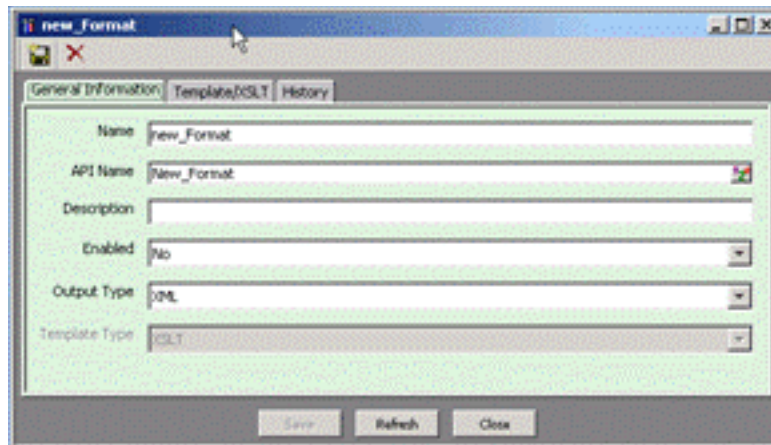 new_Format
General Information Template/XSLT History
Name new_Format
API Name New_Format
Description
Enabled No
Output Type XML
Template Type XSLT
Save Refresh Close